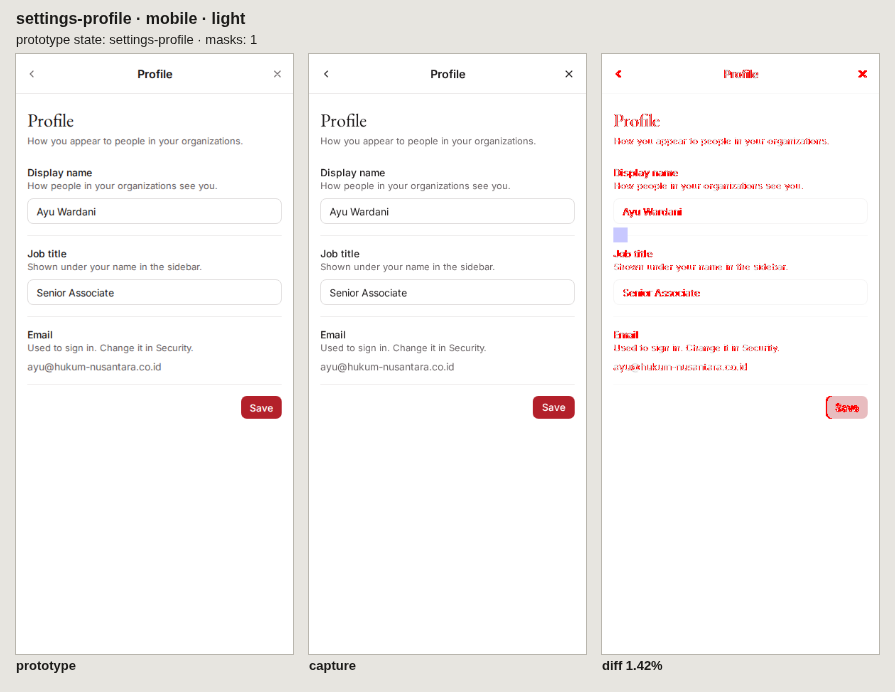 settings-profile · mobile · light
prototype state: settings-profile · masks: 1
Profile
Profile
How you appear to people in your organizations.
Display name
How people in your organizations see you.
Ayu Wardani
Job title
Shown under your name in the sidebar.
Senior Associate
Email
Used to sign in. Change it in Security.
ayu@hukum-nusantara.co.id
Save
prototype
Profile
Profile
How you appear to people in your organizations.
Display name
How people in your organizations see you.
Ayu Wardani
Job title
Shown under your name in the sidebar.
Senior Associate
Email
Used to sign in. Change it in Security.
ayu@hukum-nusantara.co.id
Save
capture
Profile
Profile
How you appear to people in your organizations.
Display name
How people in your organizations see you.
Ayu Wardani
Job title
Shown under your name in the sidebar.
Senior Associate
Email
Used to sign in. Change it in Security.
ayu@hukum-nusantara.co.id
Save
diff 1.42%